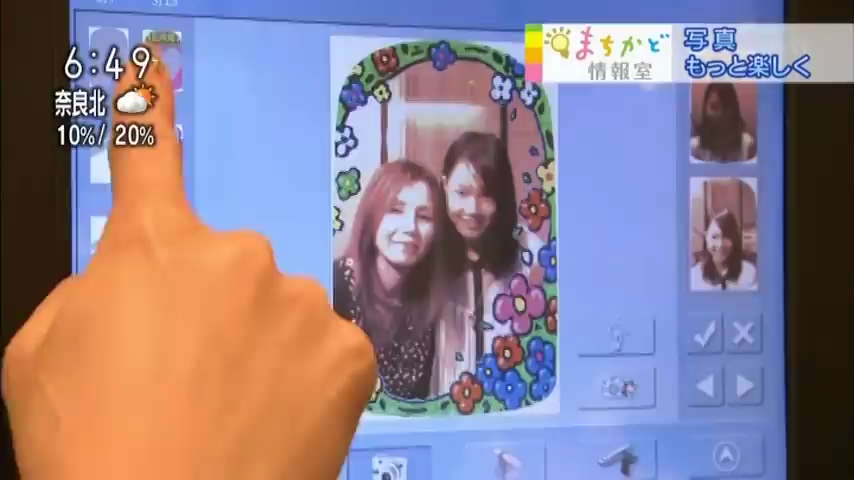 6:49
奈良北
10%/ 20%
まちかど
情報室
写真
もっと楽しく